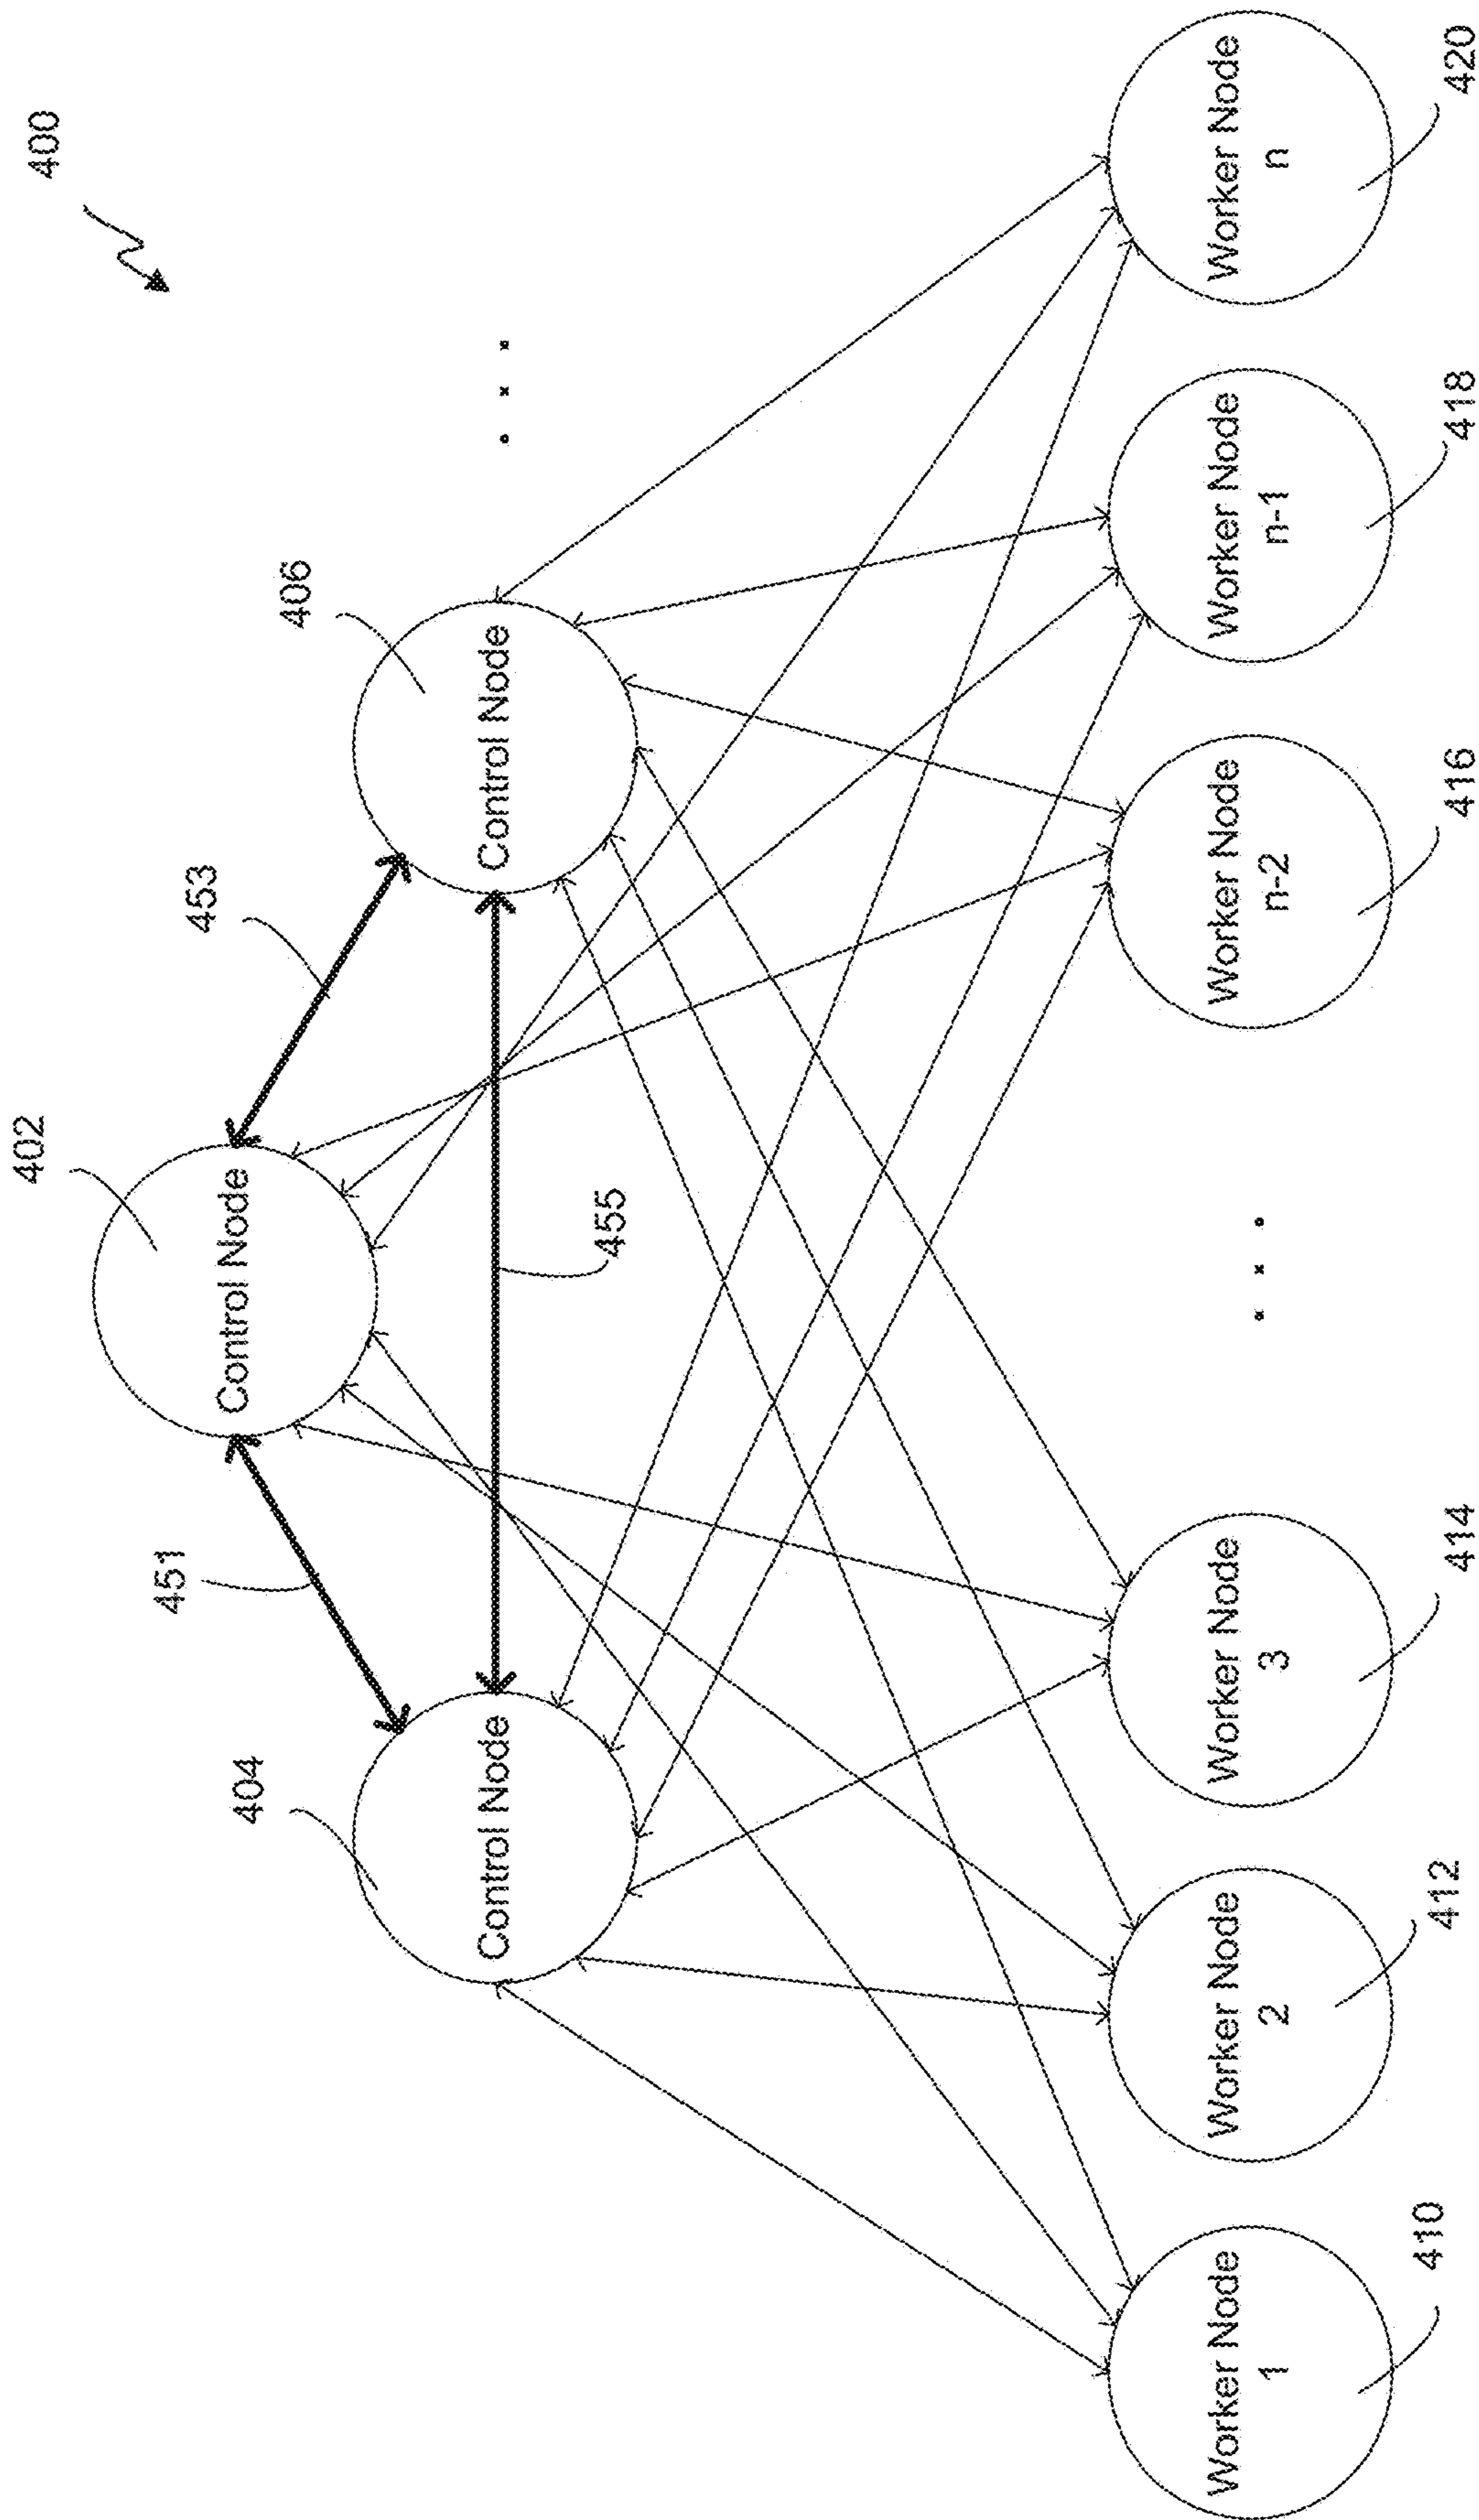 400
402
Control Node
451
453
404
406
Control Node
Control Node
. . .
455
Worker Node
1
Worker Node
2
Worker Node
3
. . .
Worker Node
n-2
Worker Node
n-1
Worker Node
n
410
412
414
416
418
420